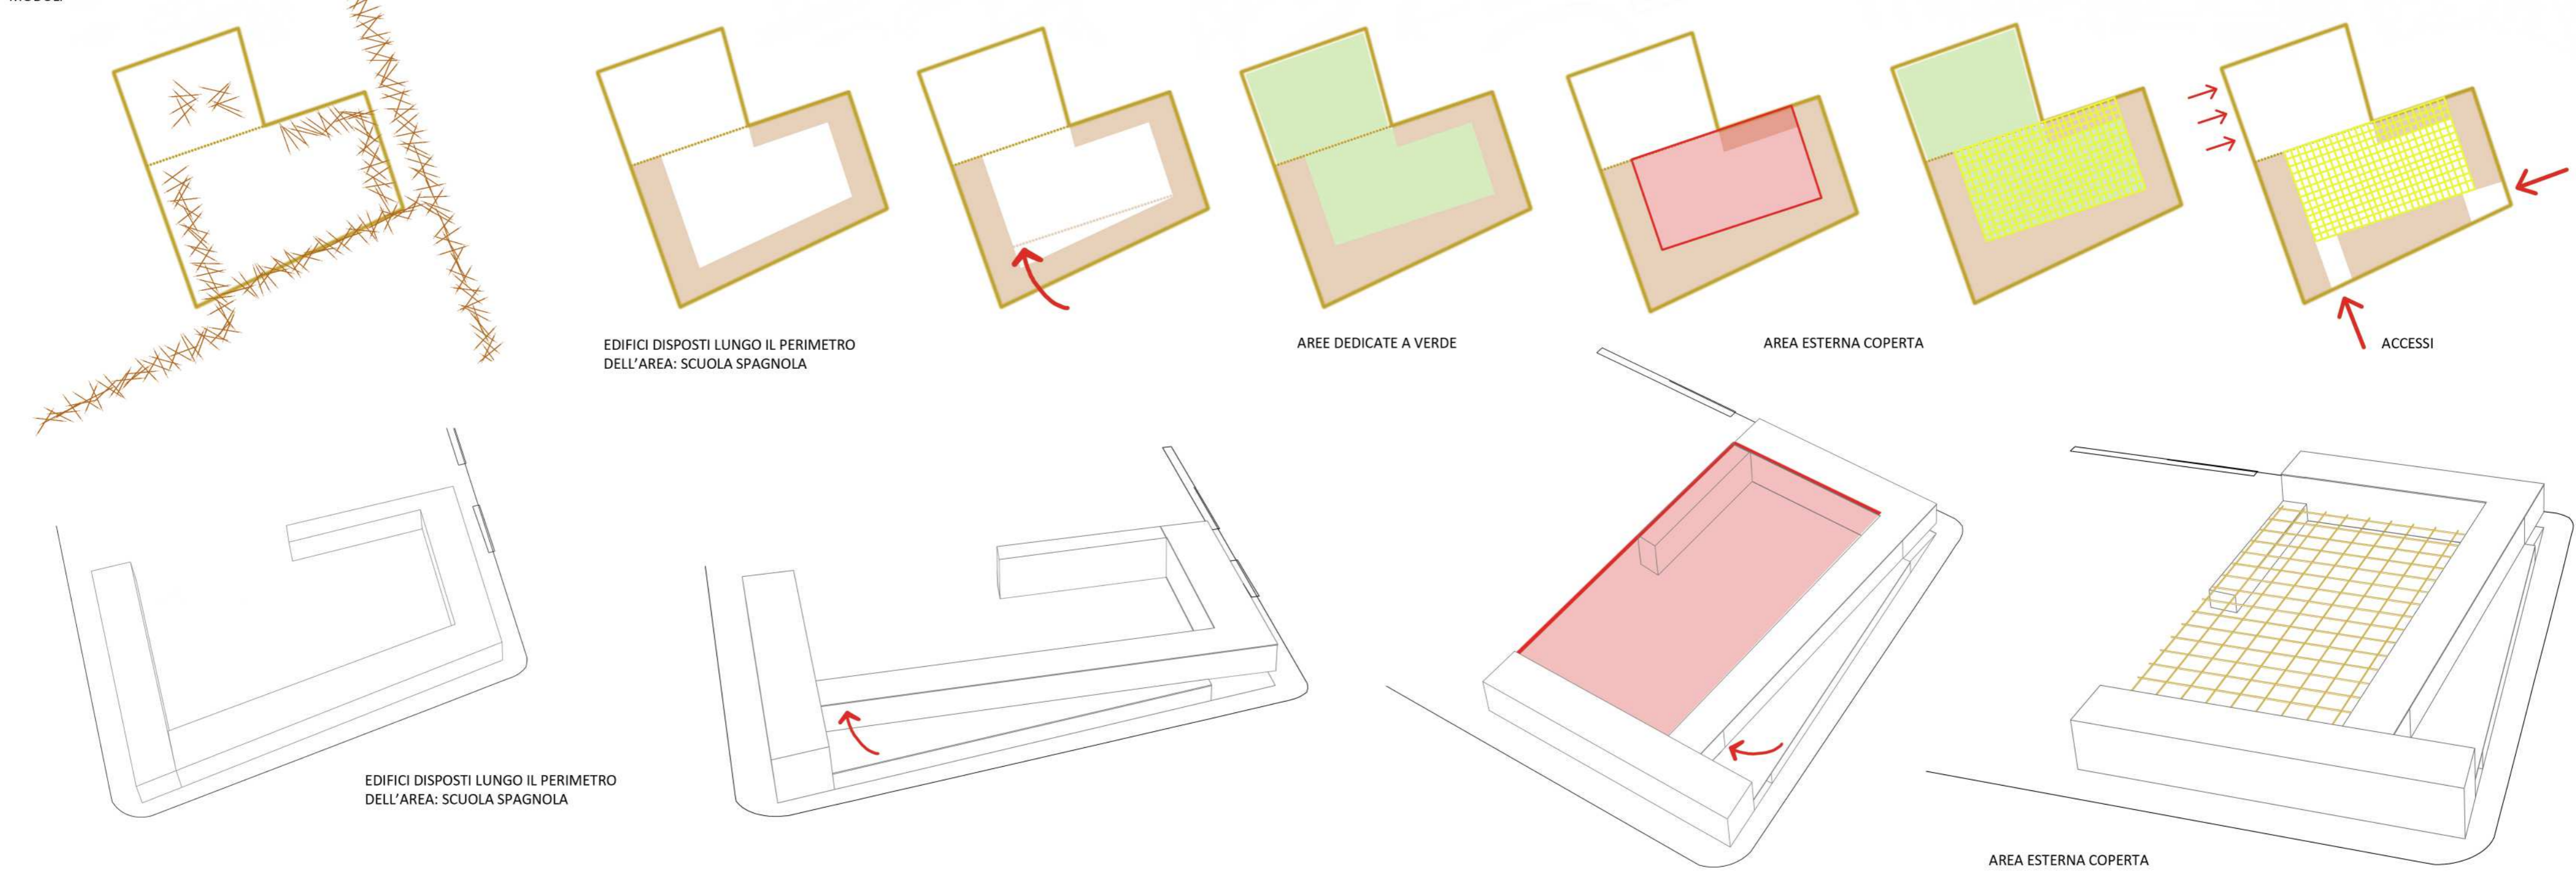 EDIFICI DISPOSTI LUNGO IL PERIMETRO
DELL'AREA: SCUOLA SPAGNOLA
AREE DEDICATE A VERDE
AREA ESTERNA COPERTA
ACCESSI
EDIFICI DISPOSTI LUNGO IL PERIMETRO
DELL'AREA: SCUOLA SPAGNOLA
AREA ESTERNA COPERTA